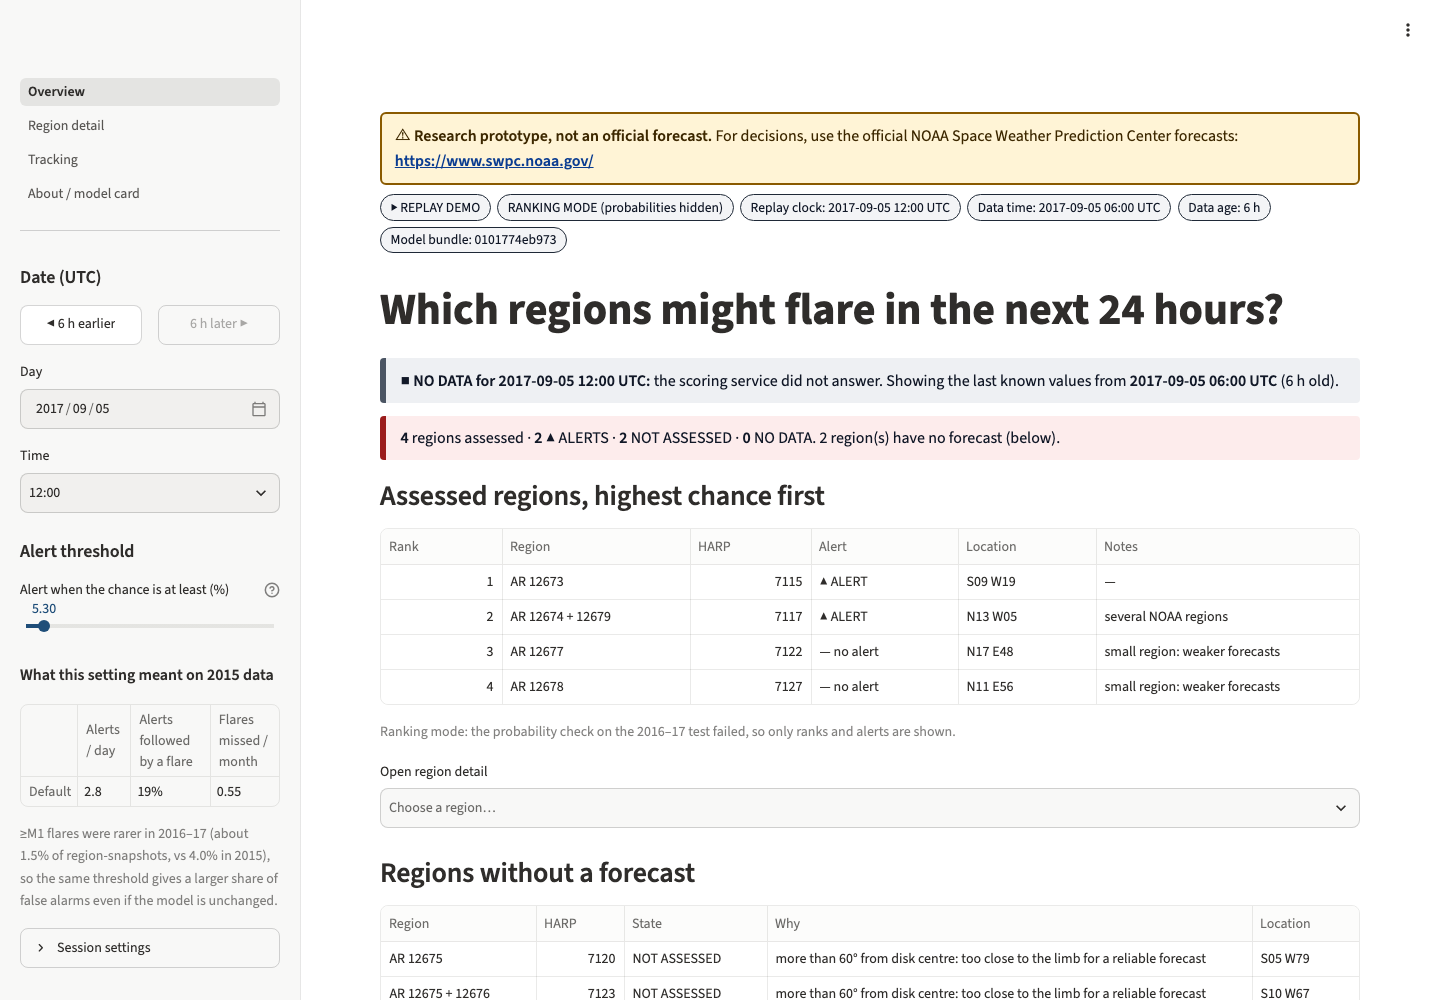 Overview
Region detail
Tracking
About / model card
Date (UTC)
◀ 6 h earlier
6 h later ▶
Day
2017 / 09 / 05
Time
12:00
Alert threshold
Alert when the chance is at least (%)
5.30
What this setting meant on 2015 data
Alerts / day
Alerts followed by a flare
Flares missed / month
Default 2.8 19% 0.55
≥M1 flares were rarer in 2016–17 (about
1.5% of region-snapshots, vs 4.0% in 2015),
so the same threshold gives a larger share of
false alarms even if the model is unchanged.
Session settings
⚠ Research prototype, not an official forecast. For decisions, use the official NOAA Space Weather Prediction Center forecasts:
https://www.swpc.noaa.gov/
▶ REPLAY DEMO
RANKING MODE (probabilities hidden)
Replay clock: 2017-09-05 12:00 UTC
Data time: 2017-09-05 06:00 UTC
Data age: 6 h
Model bundle: 0101774eb973
Which regions might flare in the next 24 hours?
■ NO DATA for 2017-09-05 12:00 UTC: the scoring service did not answer. Showing the last known values from 2017-09-05 06:00 UTC (6 h old).
4 regions assessed · 2 ▲ ALERTS · 2 NOT ASSESSED · 0 NO DATA. 2 region(s) have no forecast (below).
Assessed regions, highest chance first
Rank Region HARP Alert Location Notes
1 AR 12673 7115 ▲ ALERT S09 W19 —
2 AR 12674 + 12679 7117 ▲ ALERT N13 W05 several NOAA regions
3 AR 12677 7122 — no alert N17 E48 small region: weaker forecasts
4 AR 12678 7127 — no alert N11 E56 small region: weaker forecasts
Ranking mode: the probability check on the 2016–17 test failed, so only ranks and alerts are shown.
Open region detail
Choose a region…
Regions without a forecast
Region HARP State Why Location
AR 12675 7120 NOT ASSESSED more than 60° from disk centre: too close to the limb for a reliable forecast S05 W79
AR 12675 + 12676 7123 NOT ASSESSED more than 60° from disk centre: too close to the limb for a reliable forecast S10 W67